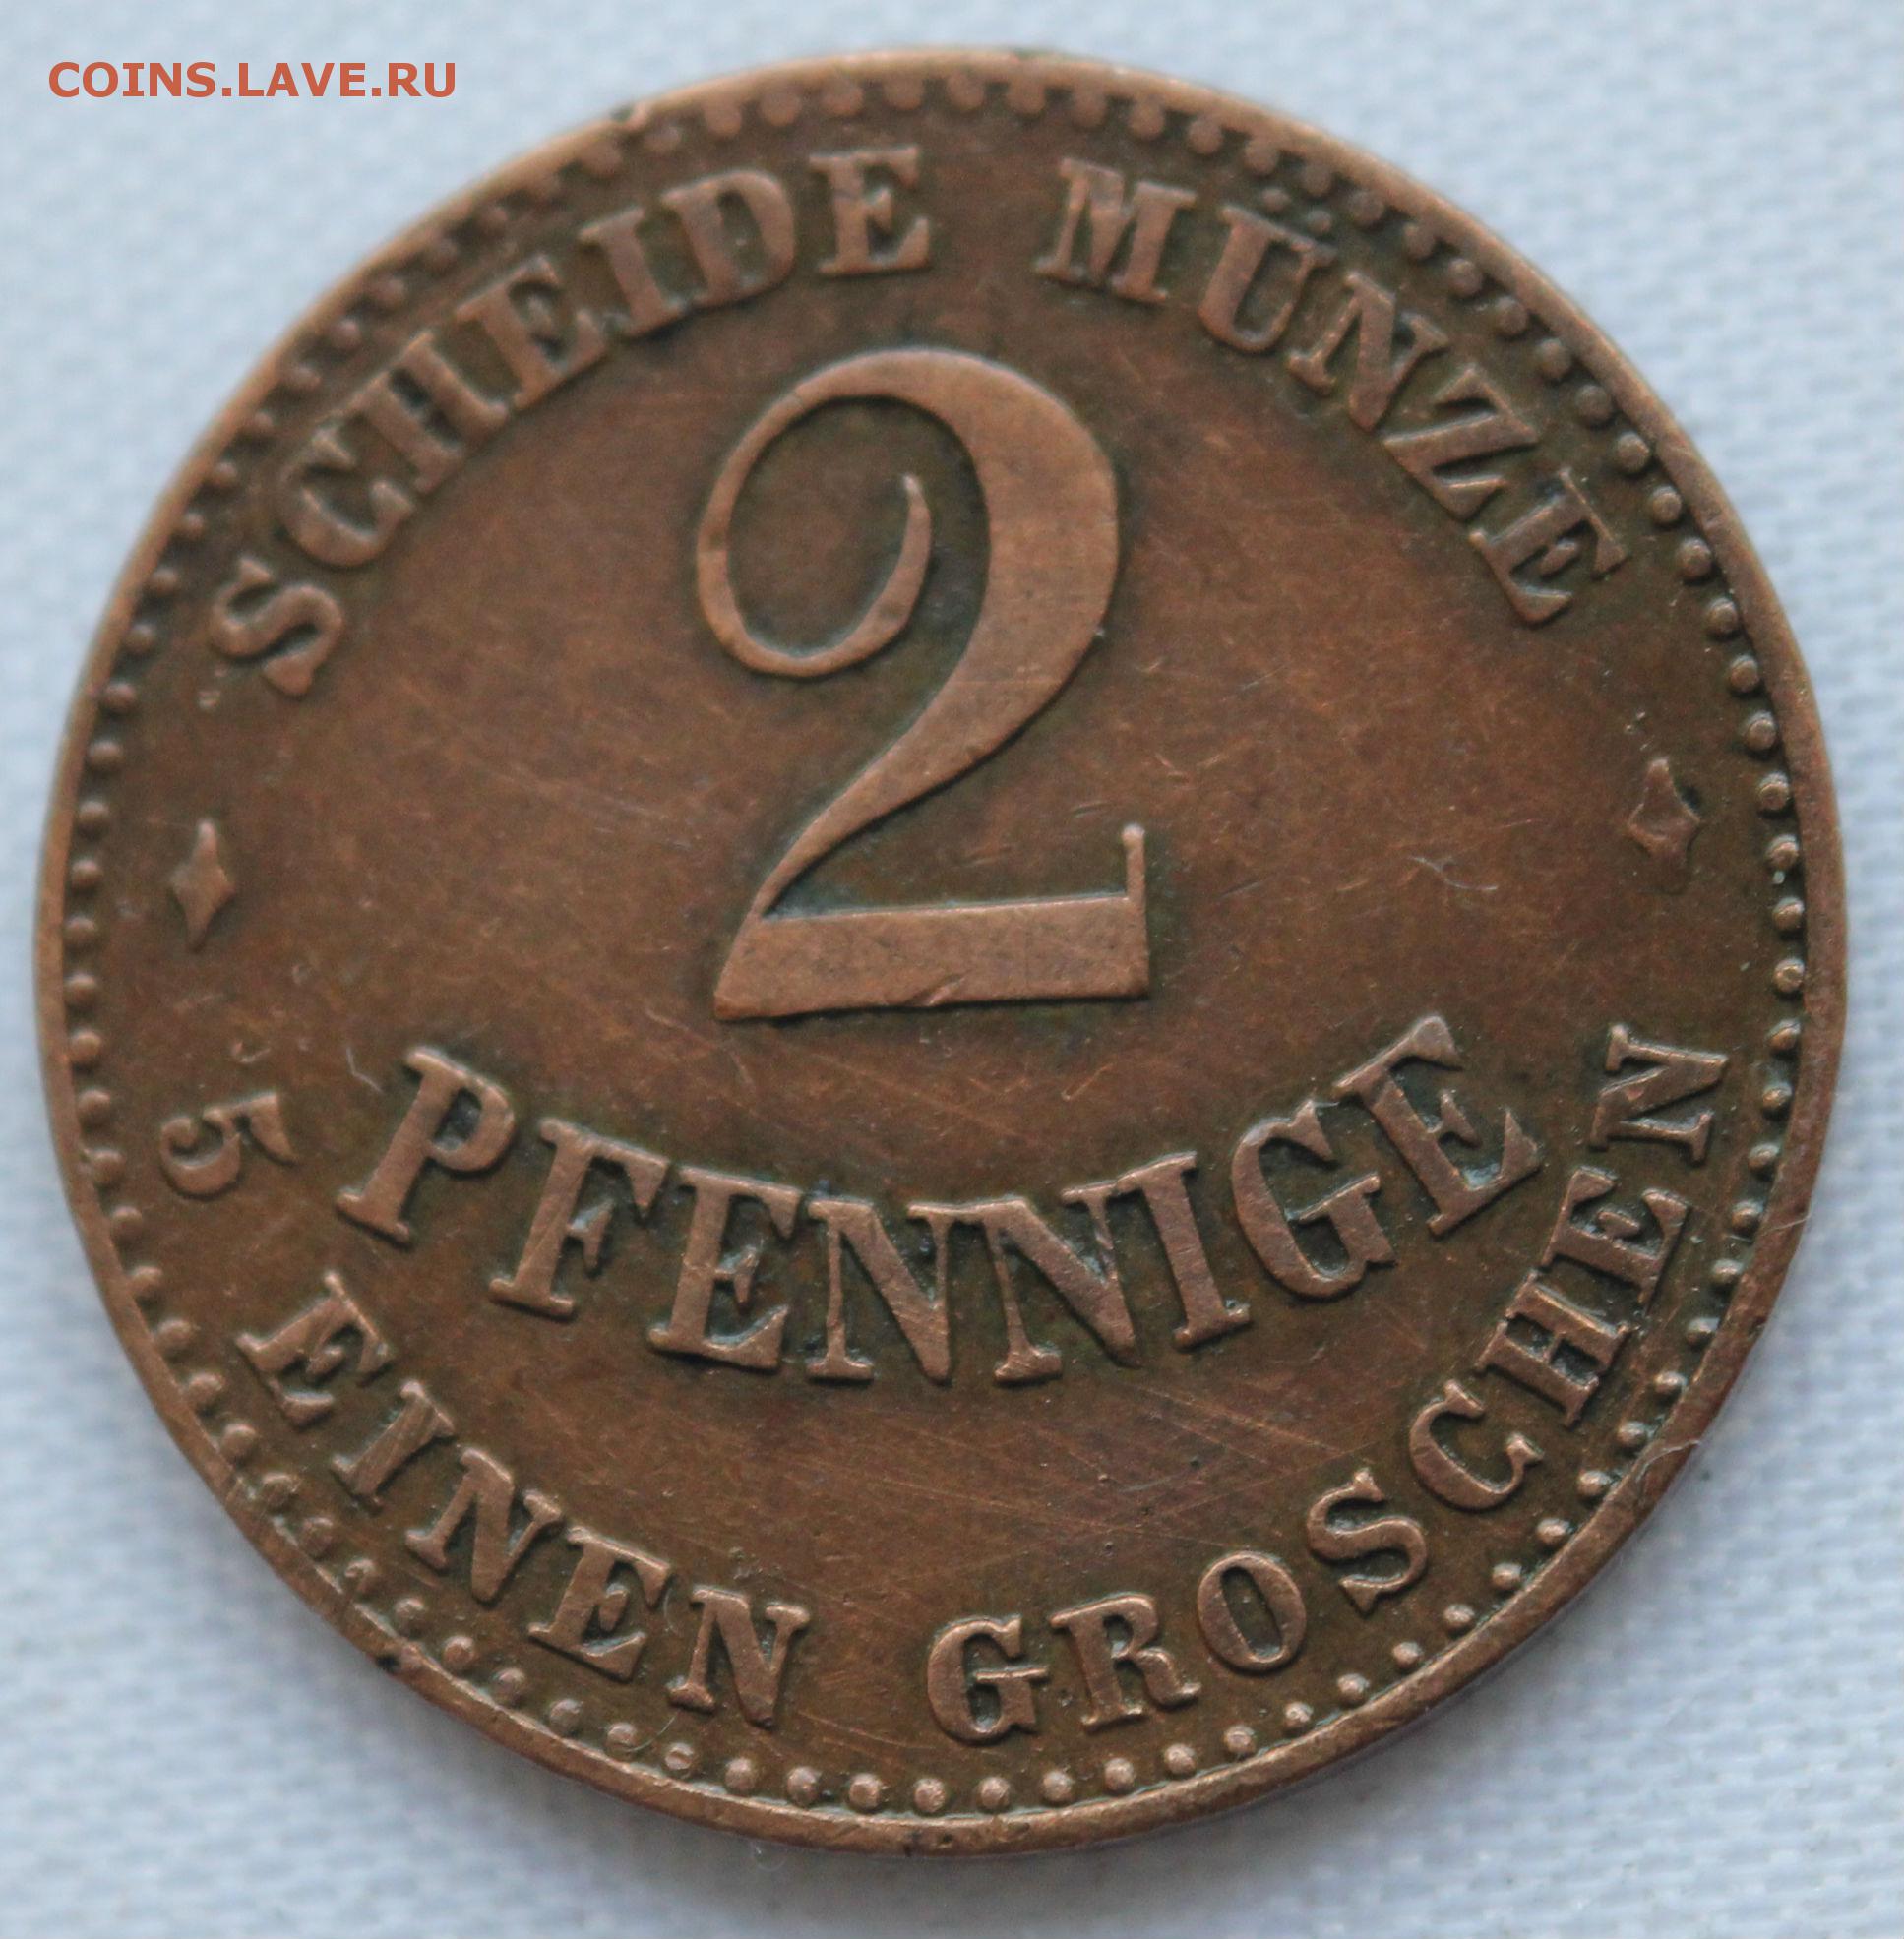 COINS.LAVE.RU
SCHEIDE MÜNZE
2
PFENNIGE
5 EINEN GROSCHEN